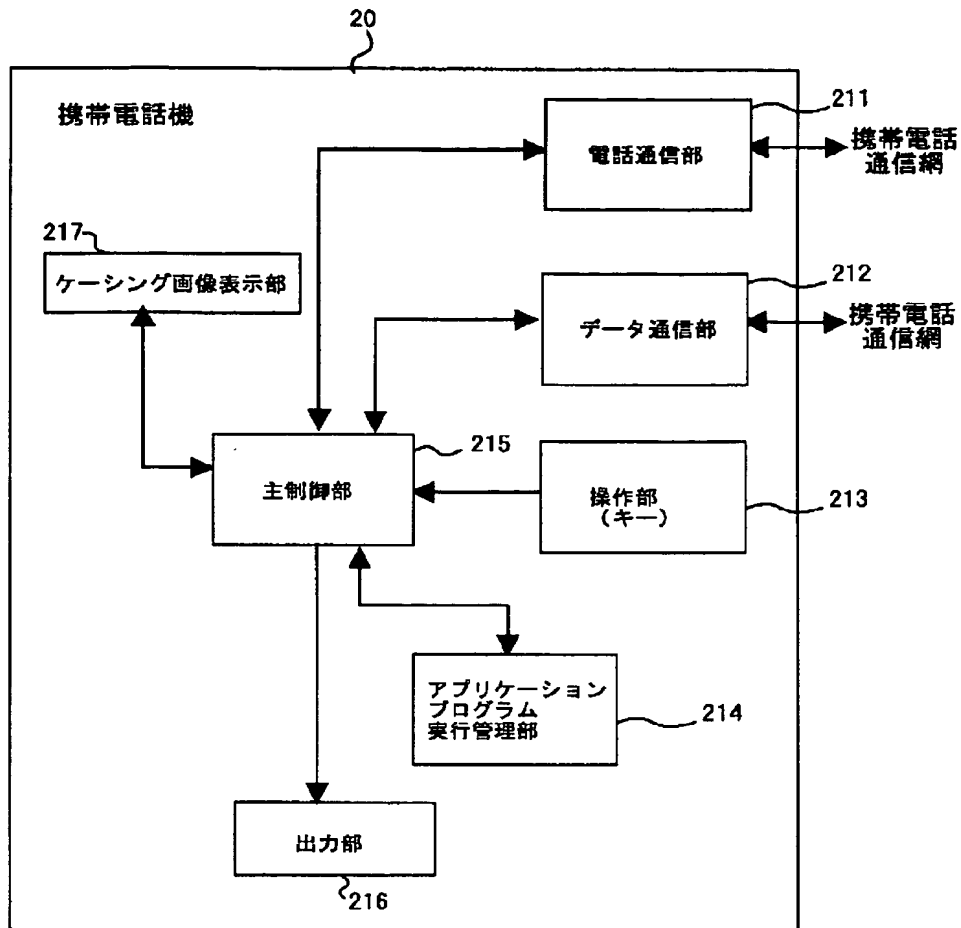 20
携帯電話機
211
電話通信部
携帯電話
通信網
217
ケーシング画像表示部
212
データ通信部
携帯電話
通信網
215
主制御部
操作部
(キー)
213
アプリケーション
プログラム
実行管理部
214
出力部
216